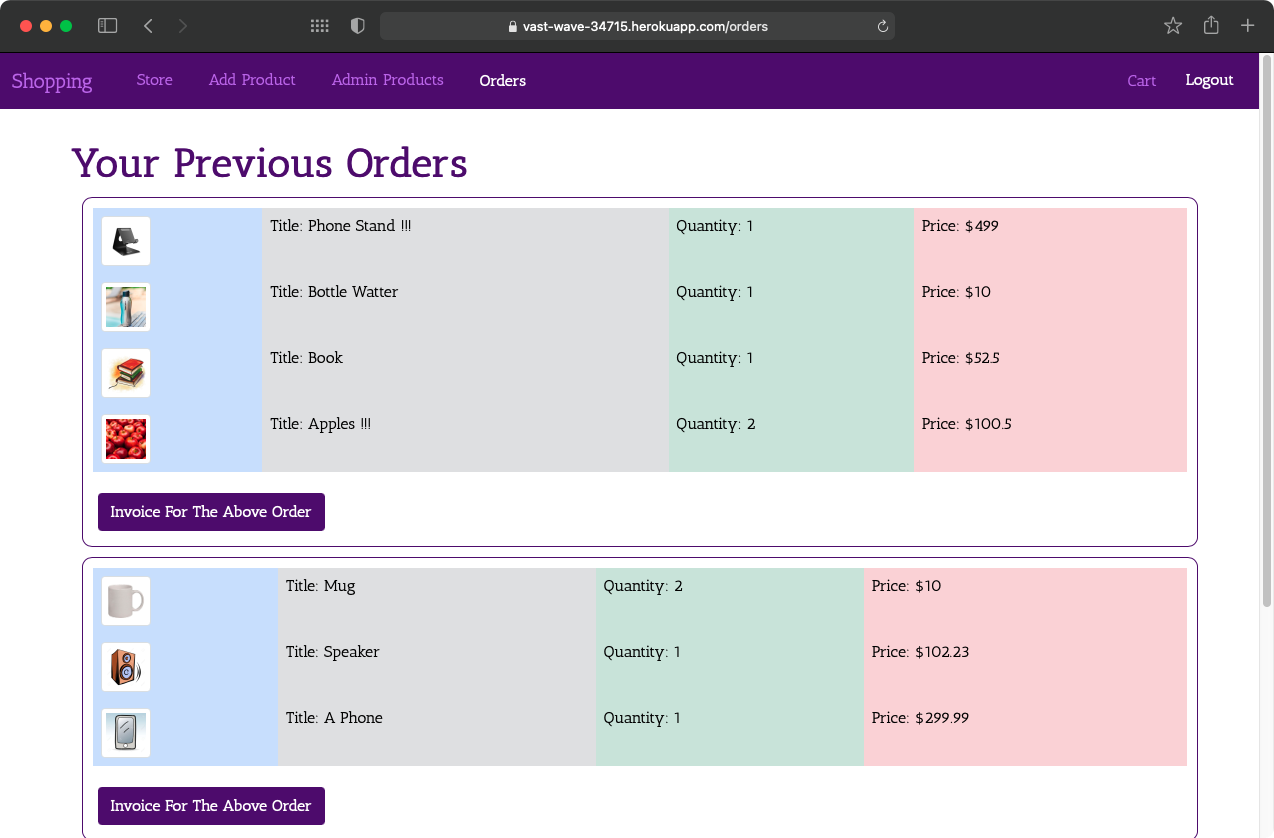 vast-wave-34715.herokuapp.com/orders
Shopping Store Add Product Admin Products Orders Cart Logout
Your Previous Orders
Title: Phone Stand !!! Quantity: 1 Price: $499
Title: Bottle Watter Quantity: 1 Price: $10
Title: Book Quantity: 1 Price: $52.5
Title: Apples !!! Quantity: 2 Price: $100.5
Invoice For The Above Order
Title: Mug Quantity: 2 Price: $10
Title: Speaker Quantity: 1 Price: $102.23
Title: A Phone Quantity: 1 Price: $299.99
Invoice For The Above Order